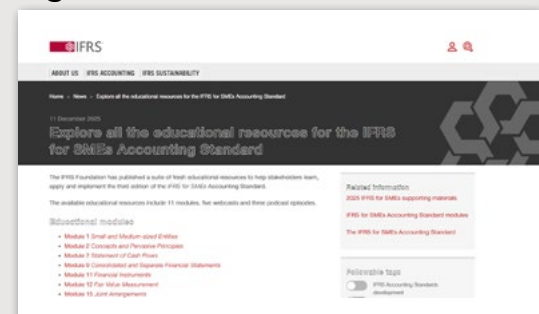 IFRS
ABOUT US IFRS ACCOUNTING IFRS SUSTAINABILITY
Home > News > Explore all the educational resources for the IFRS for SMEs Accounting Standard
11 December 2025
Explore all the educational resources for the IFRS
for SMEs Accounting Standard
The IFRS Foundation has published a suite of fresh educational resources to help stakeholders learn,
apply and implement the third edition of the IFRS for SMEs Accounting Standard.
The available educational resources include 11 modules, five webcasts and three podcast episodes.
Educational modules
• Module 1 Small and Medium-sized Entities
• Module 2 Concepts and Pervasive Principles
• Module 7 Statement of Cash Flows
• Module 9 Consolidated and Separate Financial Statements
• Module 11 Financial Instruments
• Module 12 Fair Value Measurement
• Module 15 Joint Arrangements
Related information
2025 IFRS for SMEs supporting materials
IFRS for SMEs Accounting Standard modules
The IFRS for SMEs Accounting Standard
Followable tags
IFRS Accounting Standards
development